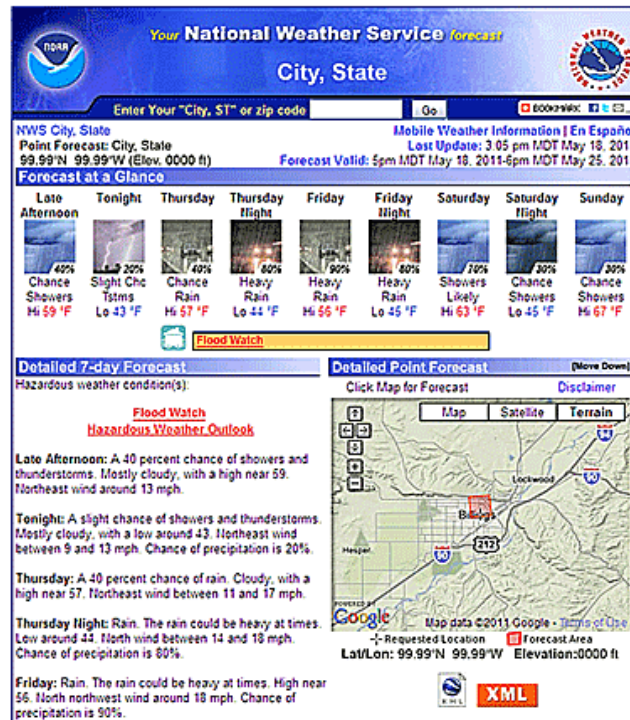 NOAA
Your National Weather Service forecast
City, State
Enter Your "City, ST" or zip code
Go
NWS City, State
Mobile Weather Information | En Españo
Point Forecast: City, State
Last Update: 3:05 pm MDT May 18, 201
99.99°N 99.99°W (Elev. 0000 ft)
Forecast Valid: 5pm MDT May 18, 2011-6pm MDT May 25, 201
Forecast at a Glance
Late Afternoon
40%
Chance Showers
Hi 59 °F
Tonight
20%
Slight Chc Tstms
Lo 43 °F
Thursday
40%
Chance Rain
Hi 57 °F
Thursday Night
80%
Heavy Rain
Lo 44 °F
Friday
90%
Heavy Rain
Hi 56 °F
Friday Night
80%
Heavy Rain
Lo 45 °F
Saturday
70%
Showers Likely
Hi 63 °F
Saturday Night
30%
Chance Showers
Lo 45 °F
Sunday
30%
Chance Showers
Hi 67 °F
Flood Watch
Detailed 7-day Forecast
Hazardous weather condition(s):
Flood Watch
Hazardous Weather Outlook
Late Afternoon: A 40 percent chance of showers and
thunderstorms. Mostly cloudy, with a high near 59.
Northeast wind around 13 mph.
Tonight: A slight chance of showers and thunderstorms.
Mostly cloudy, with a low around 43. Northeast wind
between 9 and 13 mph. Chance of precipitation is 20%.
Thursday: A 40 percent chance of rain. Cloudy, with a
high near 57. Northeast wind between 11 and 17 mph.
Thursday Night: Rain. The rain could be heavy at times.
Low around 44. North wind between 14 and 18 mph.
Chance of precipitation is 80%.
Friday: Rain. The rain could be heavy at times. High near
56. North northwest wind around 18 mph. Chance of
precipitation is 90%.
Detailed Point Forecast
[Move Down]
Click Map for Forecast
Disclaimer
Map
Satellite
Terrain
94
90
Lockwood
Billings
212
Hesper
90
POWERED BY
Google
Map data ©2011 Google - Terms of Use
Requested Location
Forecast Area
Lat/Lon: 99.99°N 99.99°W Elevation:0000 ft
KML
XML